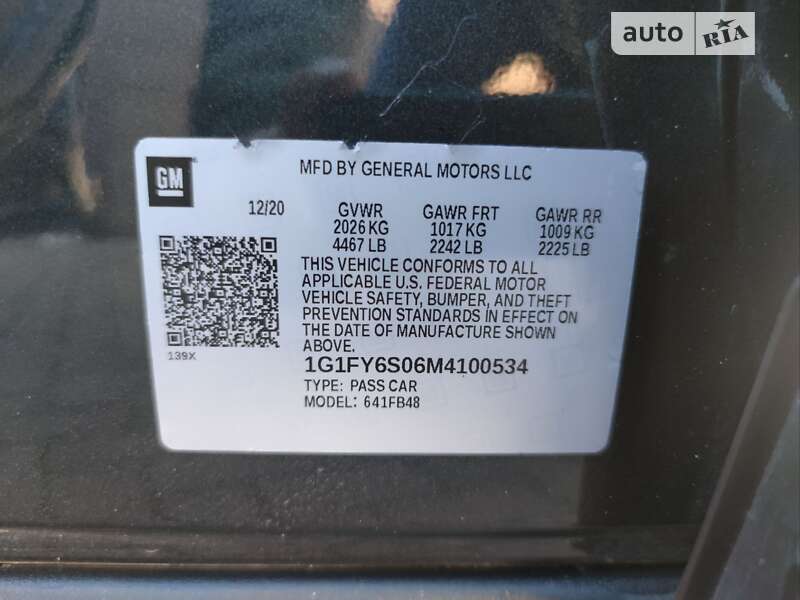 auto RIA
GM
MFD BY GENERAL MOTORS LLC
12/20 GVWR GAWR FRT GAWR RR
2026 KG 1017 KG 1009 KG
4467 LB 2242 LB 2225 LB
THIS VEHICLE CONFORMS TO ALL
APPLICABLE U.S. FEDERAL MOTOR
VEHICLE SAFETY, BUMPER, AND THEFT
PREVENTION STANDARDS IN EFFECT ON
THE DATE OF MANUFACTURE SHOWN
ABOVE.
139X
1G1FY6S06M4100534
TYPE: PASS CAR
MODEL: 641FB48